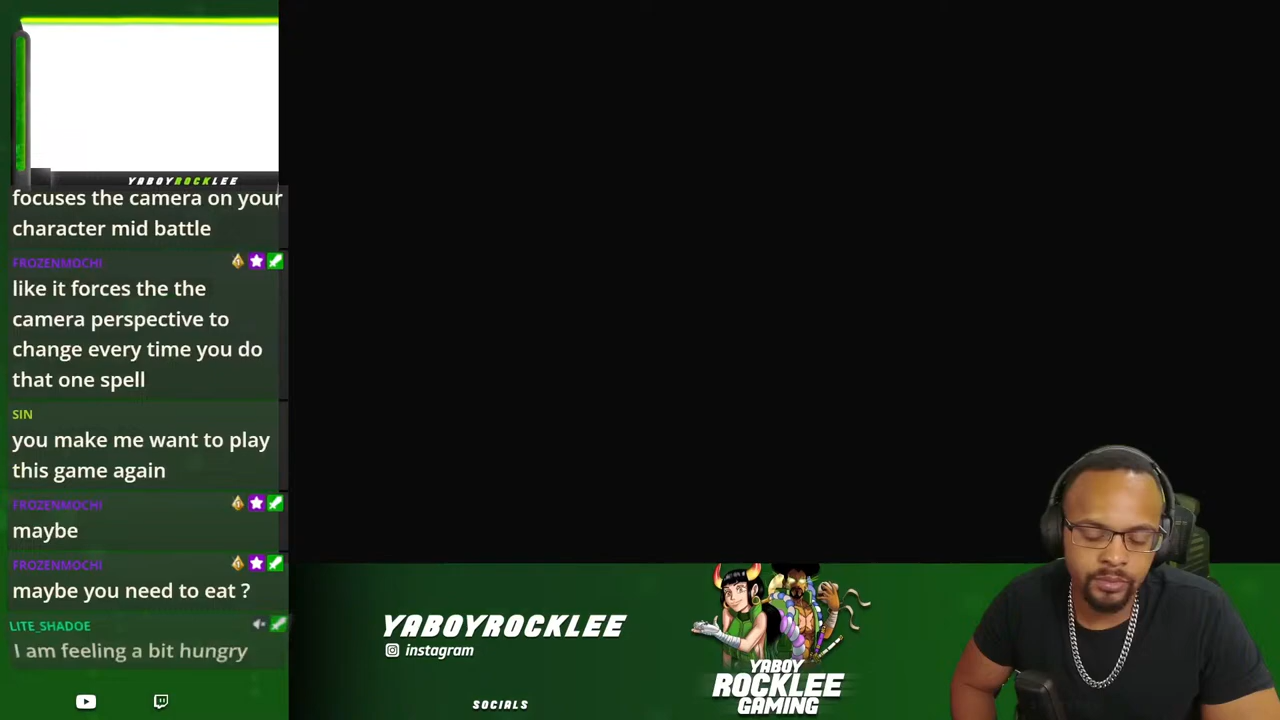 YABOYROCKLEE
focuses the camera on your
character mid battle
FROZENMOCHI
like it forces the the
camera perspective to
change every time you do
that one spell
SIN
you make me want to play
this game again
FROZENMOCHI
maybe
FROZENMOCHI
maybe you need to eat ?
LITE_SHADOE
I am feeling a bit hungry
YABOYROCKLEE
instagram
SOCIALS
YABOY
ROCKLEE
GAMING